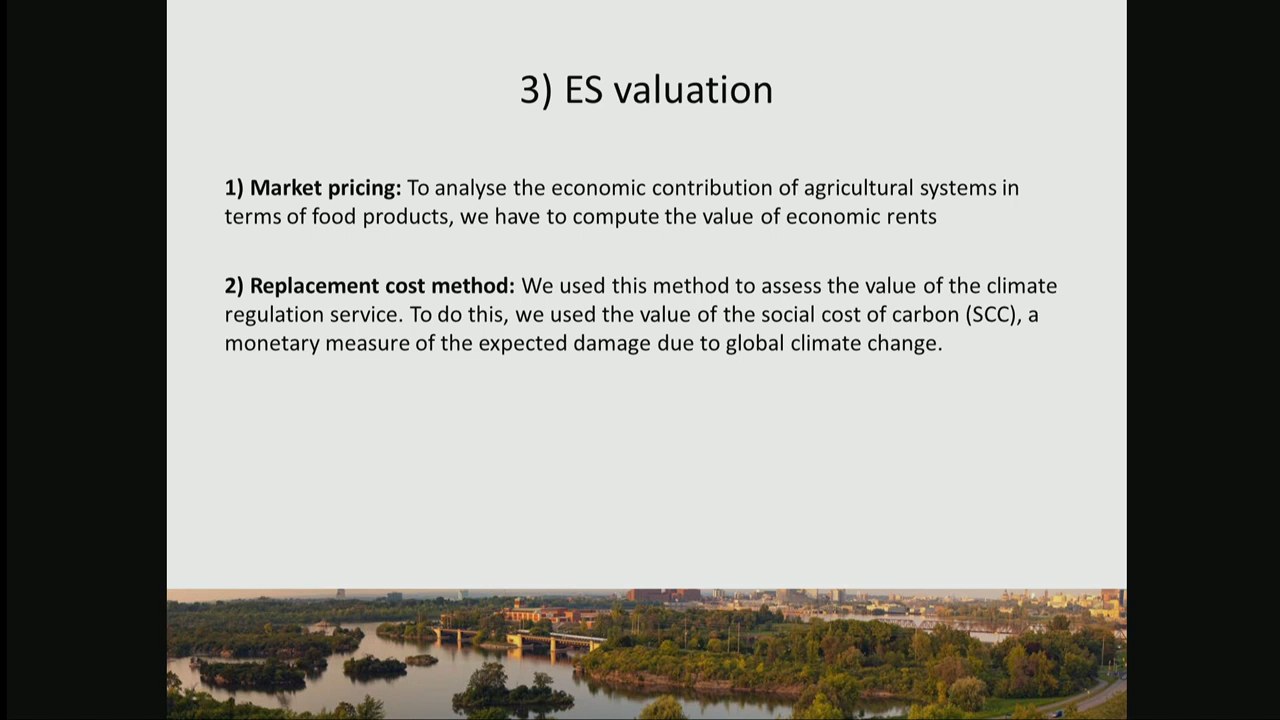 3) ES valuation
1) Market pricing: To analyse the economic contribution of agricultural systems in
terms of food products, we have to compute the value of economic rents
2) Replacement cost method: We used this method to assess the value of the climate
regulation service. To do this, we used the value of the social cost of carbon (SCC), a
monetary measure of the expected damage due to global climate change.